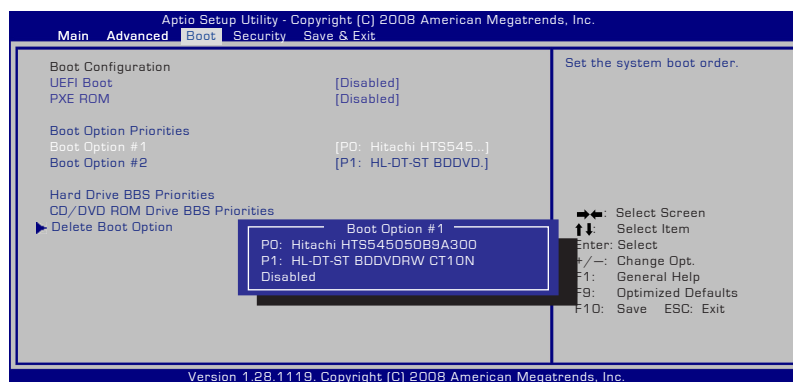 Aptio Setup Utility - Copyright (C) 2008 American Megatrends, Inc.
Main Advanced Boot Security Save & Exit
Boot Configuration
UEFI Boot [Disabled]
PXE ROM [Disabled]
Boot Option Priorities
Boot Option #1 [P0: Hitachi HTS545...]
Boot Option #2 [P1: HL-DT-ST BDDVD.]
Hard Drive BBS Priorities
CD/DVD ROM Drive BBS Priorities
Delete Boot Option
Boot Option #1
P0: Hitachi HTS545050B9A300
P1: HL-DT-ST BDDVDRW CT10N
Disabled
Set the system boot order.
: Select Screen
: Select Item
Enter: Select
+/—: Change Opt.
F1: General Help
F9: Optimized Defaults
F10: Save ESC: Exit
Version 1.28.1119. Copyright (C) 2008 American Megatrends, Inc.